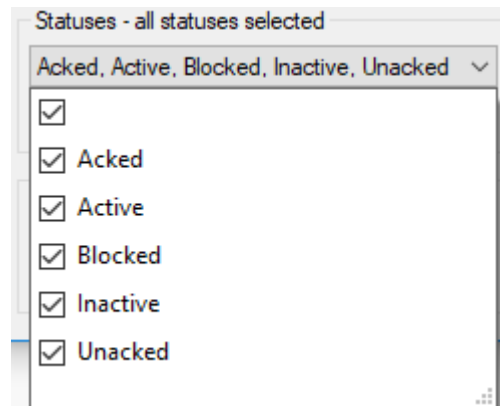 Statuses - all statuses selected
Acked, Active, Blocked, Inactive, Unacked
Acked
Active
Blocked
Inactive
Unacked